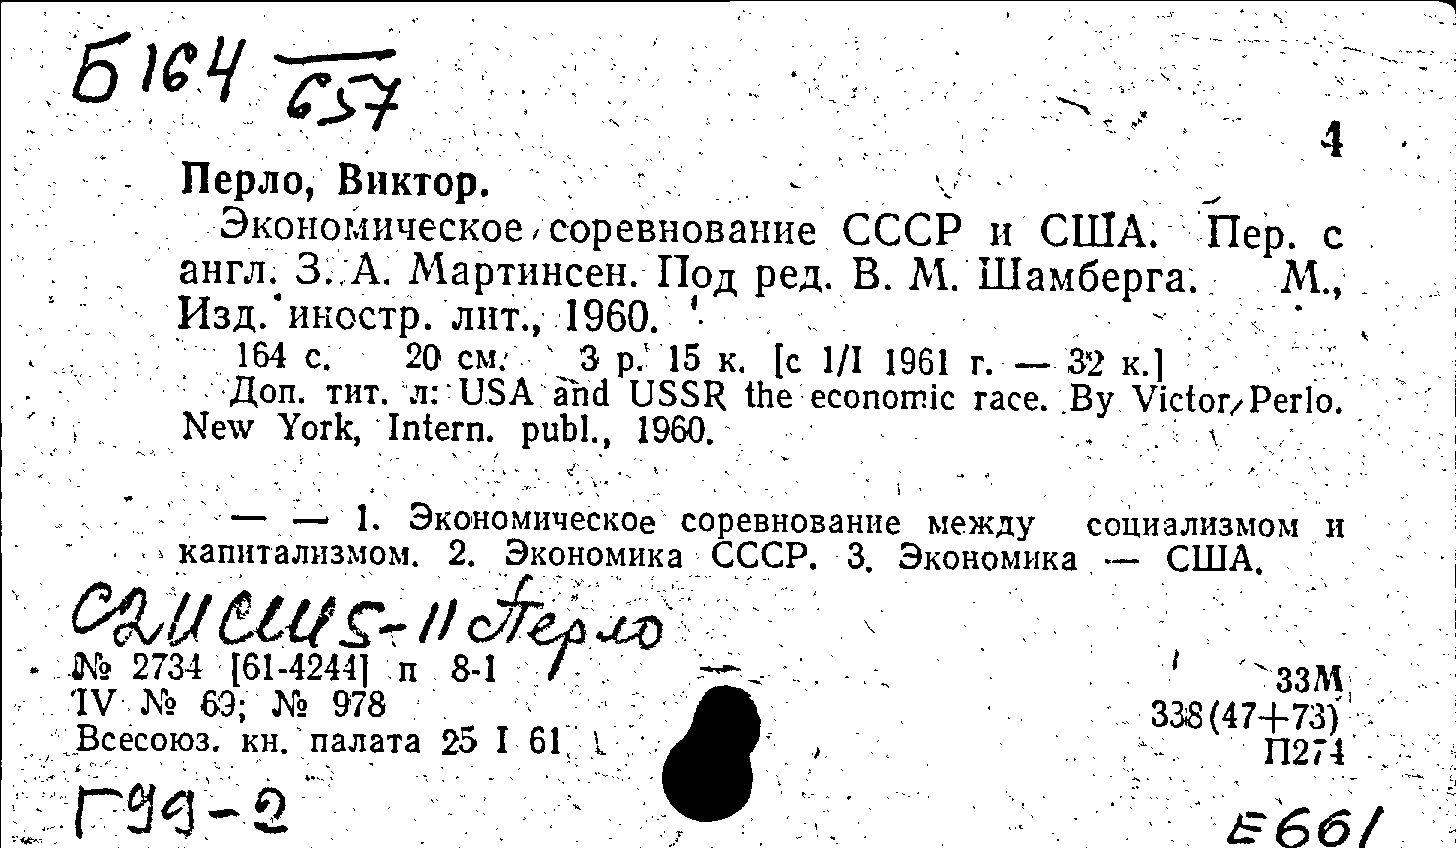 Б 164
657
4
Перло, Виктор.
Экономическое соревнование СССР и США. Пер. с
англ. З. А. Мартинсен. Под ред. В. М. Шамберга. М.,
Изд. иностр. лит., 1960.
164 с. 20 см. 3 р. 15 к. [с 1/I 1961 г. — 32 к.]
Доп. тит. л: USA and USSR the economic race. By Victor Perlo.
New York, Intern. publ., 1960.
— — 1. Экономическое соревнование между социализмом и
капитализмом. 2. Экономика СССР. 3. Экономика — США.
Перло
№ 2734 [61-4244] п 8-1
IV № 69; № 978
Всесоюз. кн. палата 25 I 61
33М
338(47+73)
П274
Г99-2
Е661